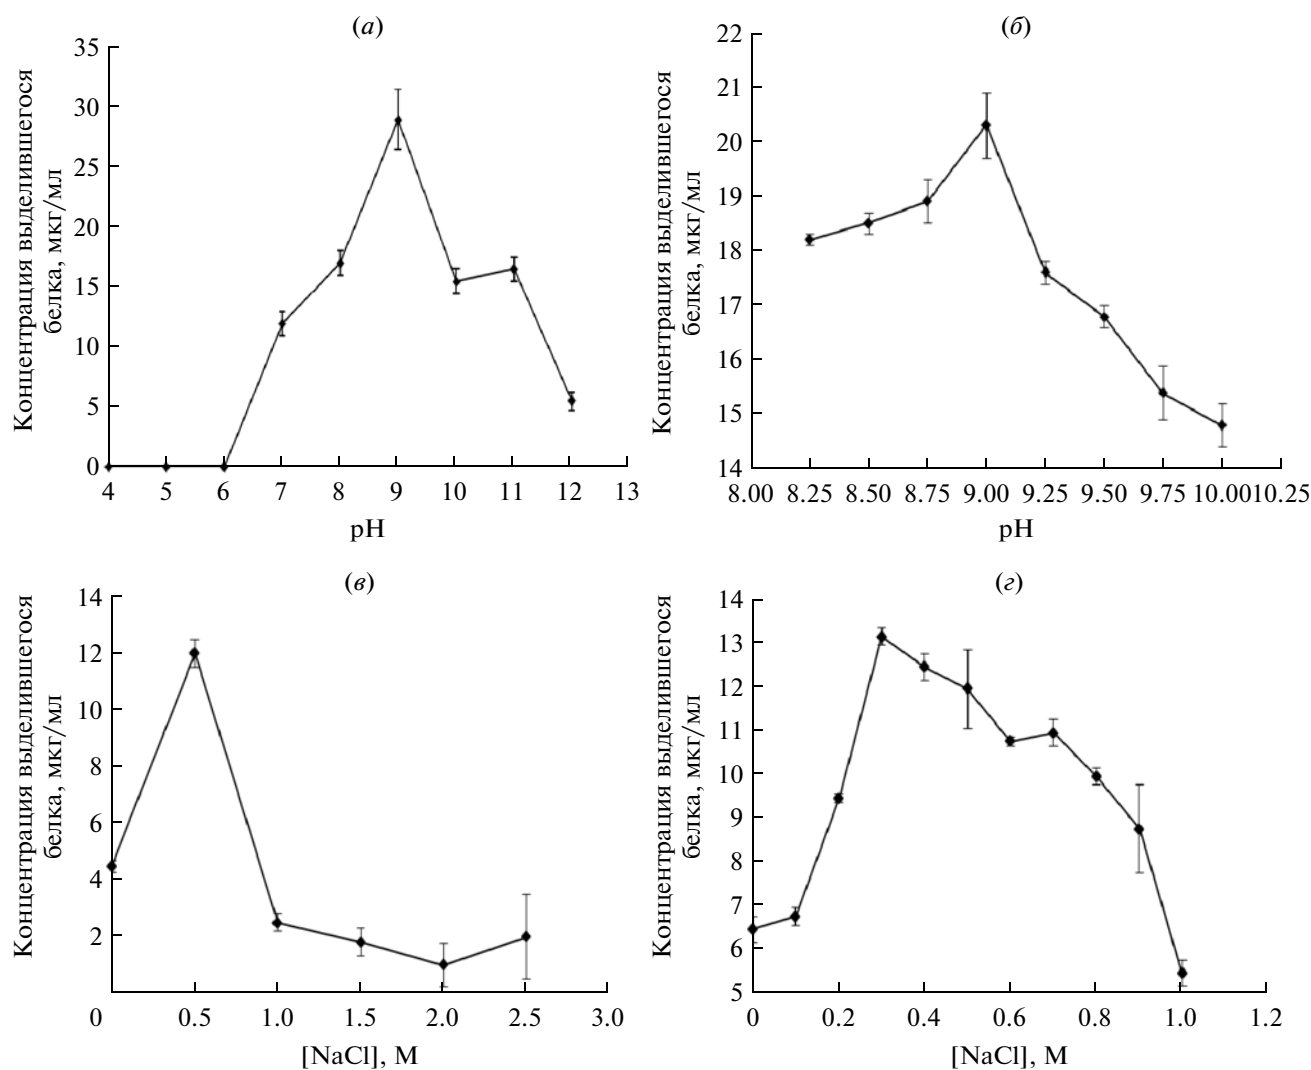 (а)
Концентрация выделившегося
белка, мкг/мл
35
30
25
20
15
10
5
0
4 5 6 7 8 9 10 11 12 13
pH
(б)
Концентрация выделившегося
белка, мкг/мл
22
21
20
19
18
17
16
15
14
8.00 8.25 8.50 8.75 9.00 9.25 9.50 9.75 10.00 10.25
pH
(в)
Концентрация выделившегося
белка, мкг/мл
14
12
10
8
6
4
2
0 0.5 1.0 1.5 2.0 2.5 3.0
[NaCl], М
(г)
Концентрация выделившегося
белка, мкг/мл
14
13
12
11
10
9
8
7
6
5
0 0.2 0.4 0.6 0.8 1.0 1.2
[NaCl], М